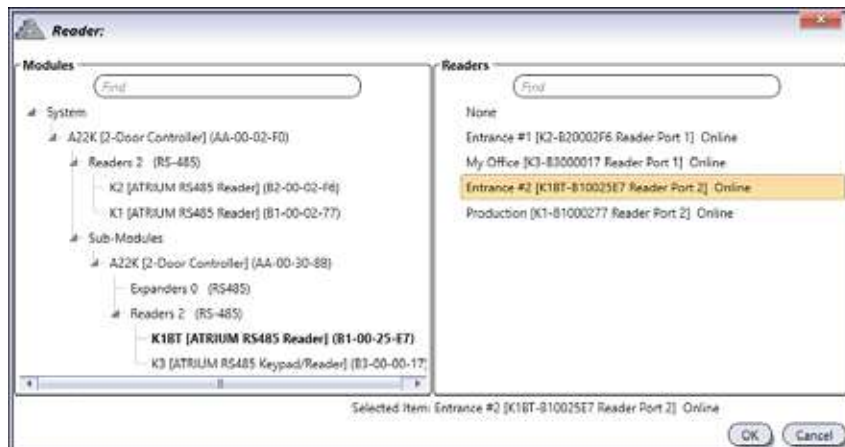 Reader:
Modules
Find
System
A22K [2-Door Controller] (AA-00-02-F0)
Readers 2 (RS-485)
K2 [ATRIUM RS485 Reader] (B2-00-02-F6)
K1 [ATRIUM RS485 Reader] (B1-00-02-77)
Sub-Modules
A22K [2-Door Controller] (AA-00-30-8B)
Expanders 0 (RS485)
Readers 2 (RS-485)
K1BT [ATRIUM RS485 Reader] (B1-00-25-E7)
K3 [ATRIUM RS485 Keypad/Reader] (B3-00-00-17
Readers
Find
None
Entrance #1 [K2-B20002F6 Reader Port 1] Online
My Office [K3-B3000017 Reader Port 1] Online
Entrance #2 [K1BT-B10025E7 Reader Port 2] Online
Production [K1-B1000277 Reader Port 2] Online
Selected Item: Entrance #2 [K1BT-B10025E7 Reader Port 2] Online
OK
Cancel